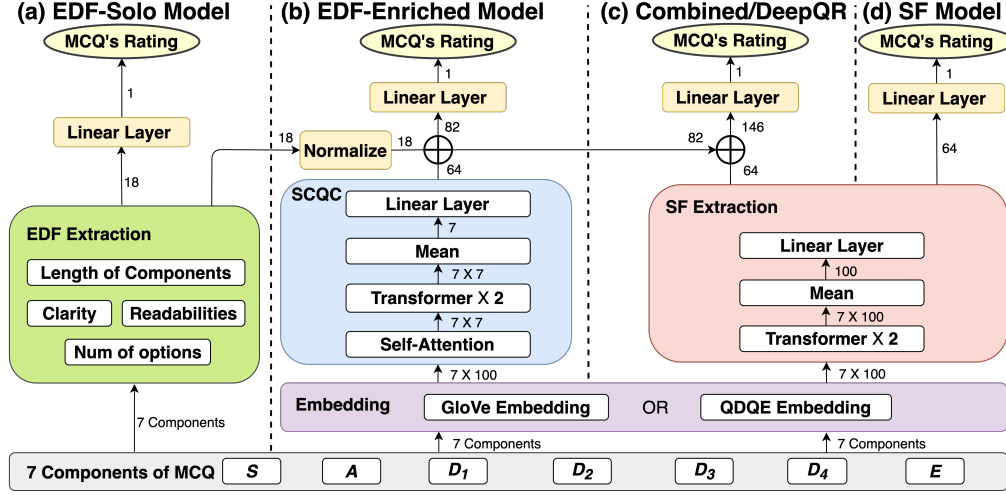 (a) EDF-Solo Model
(b) EDF-Enriched Model
(c) Combined/DeepQR
(d) SF Model
MCQ's Rating
MCQ's Rating
MCQ's Rating
MCQ's Rating
1
1
1
1
Linear Layer
Linear Layer
Linear Layer
Linear Layer
18
18
Normalize
18
82
64
82
146
64
64
EDF Extraction
Length of Components
Clarity
Readabilities
Num of options
SCQC
Linear Layer
7
Mean
7 X 7
Transformer X 2
7 X 7
Self-Attention
7 X 100
SF Extraction
Linear Layer
100
Mean
7 X 100
Transformer X 2
7 X 100
Embedding
GloVe Embedding
OR
QDQE Embedding
7 Components
7 Components
7 Components
7 Components of MCQ
S
A
D1
D2
D3
D4
E